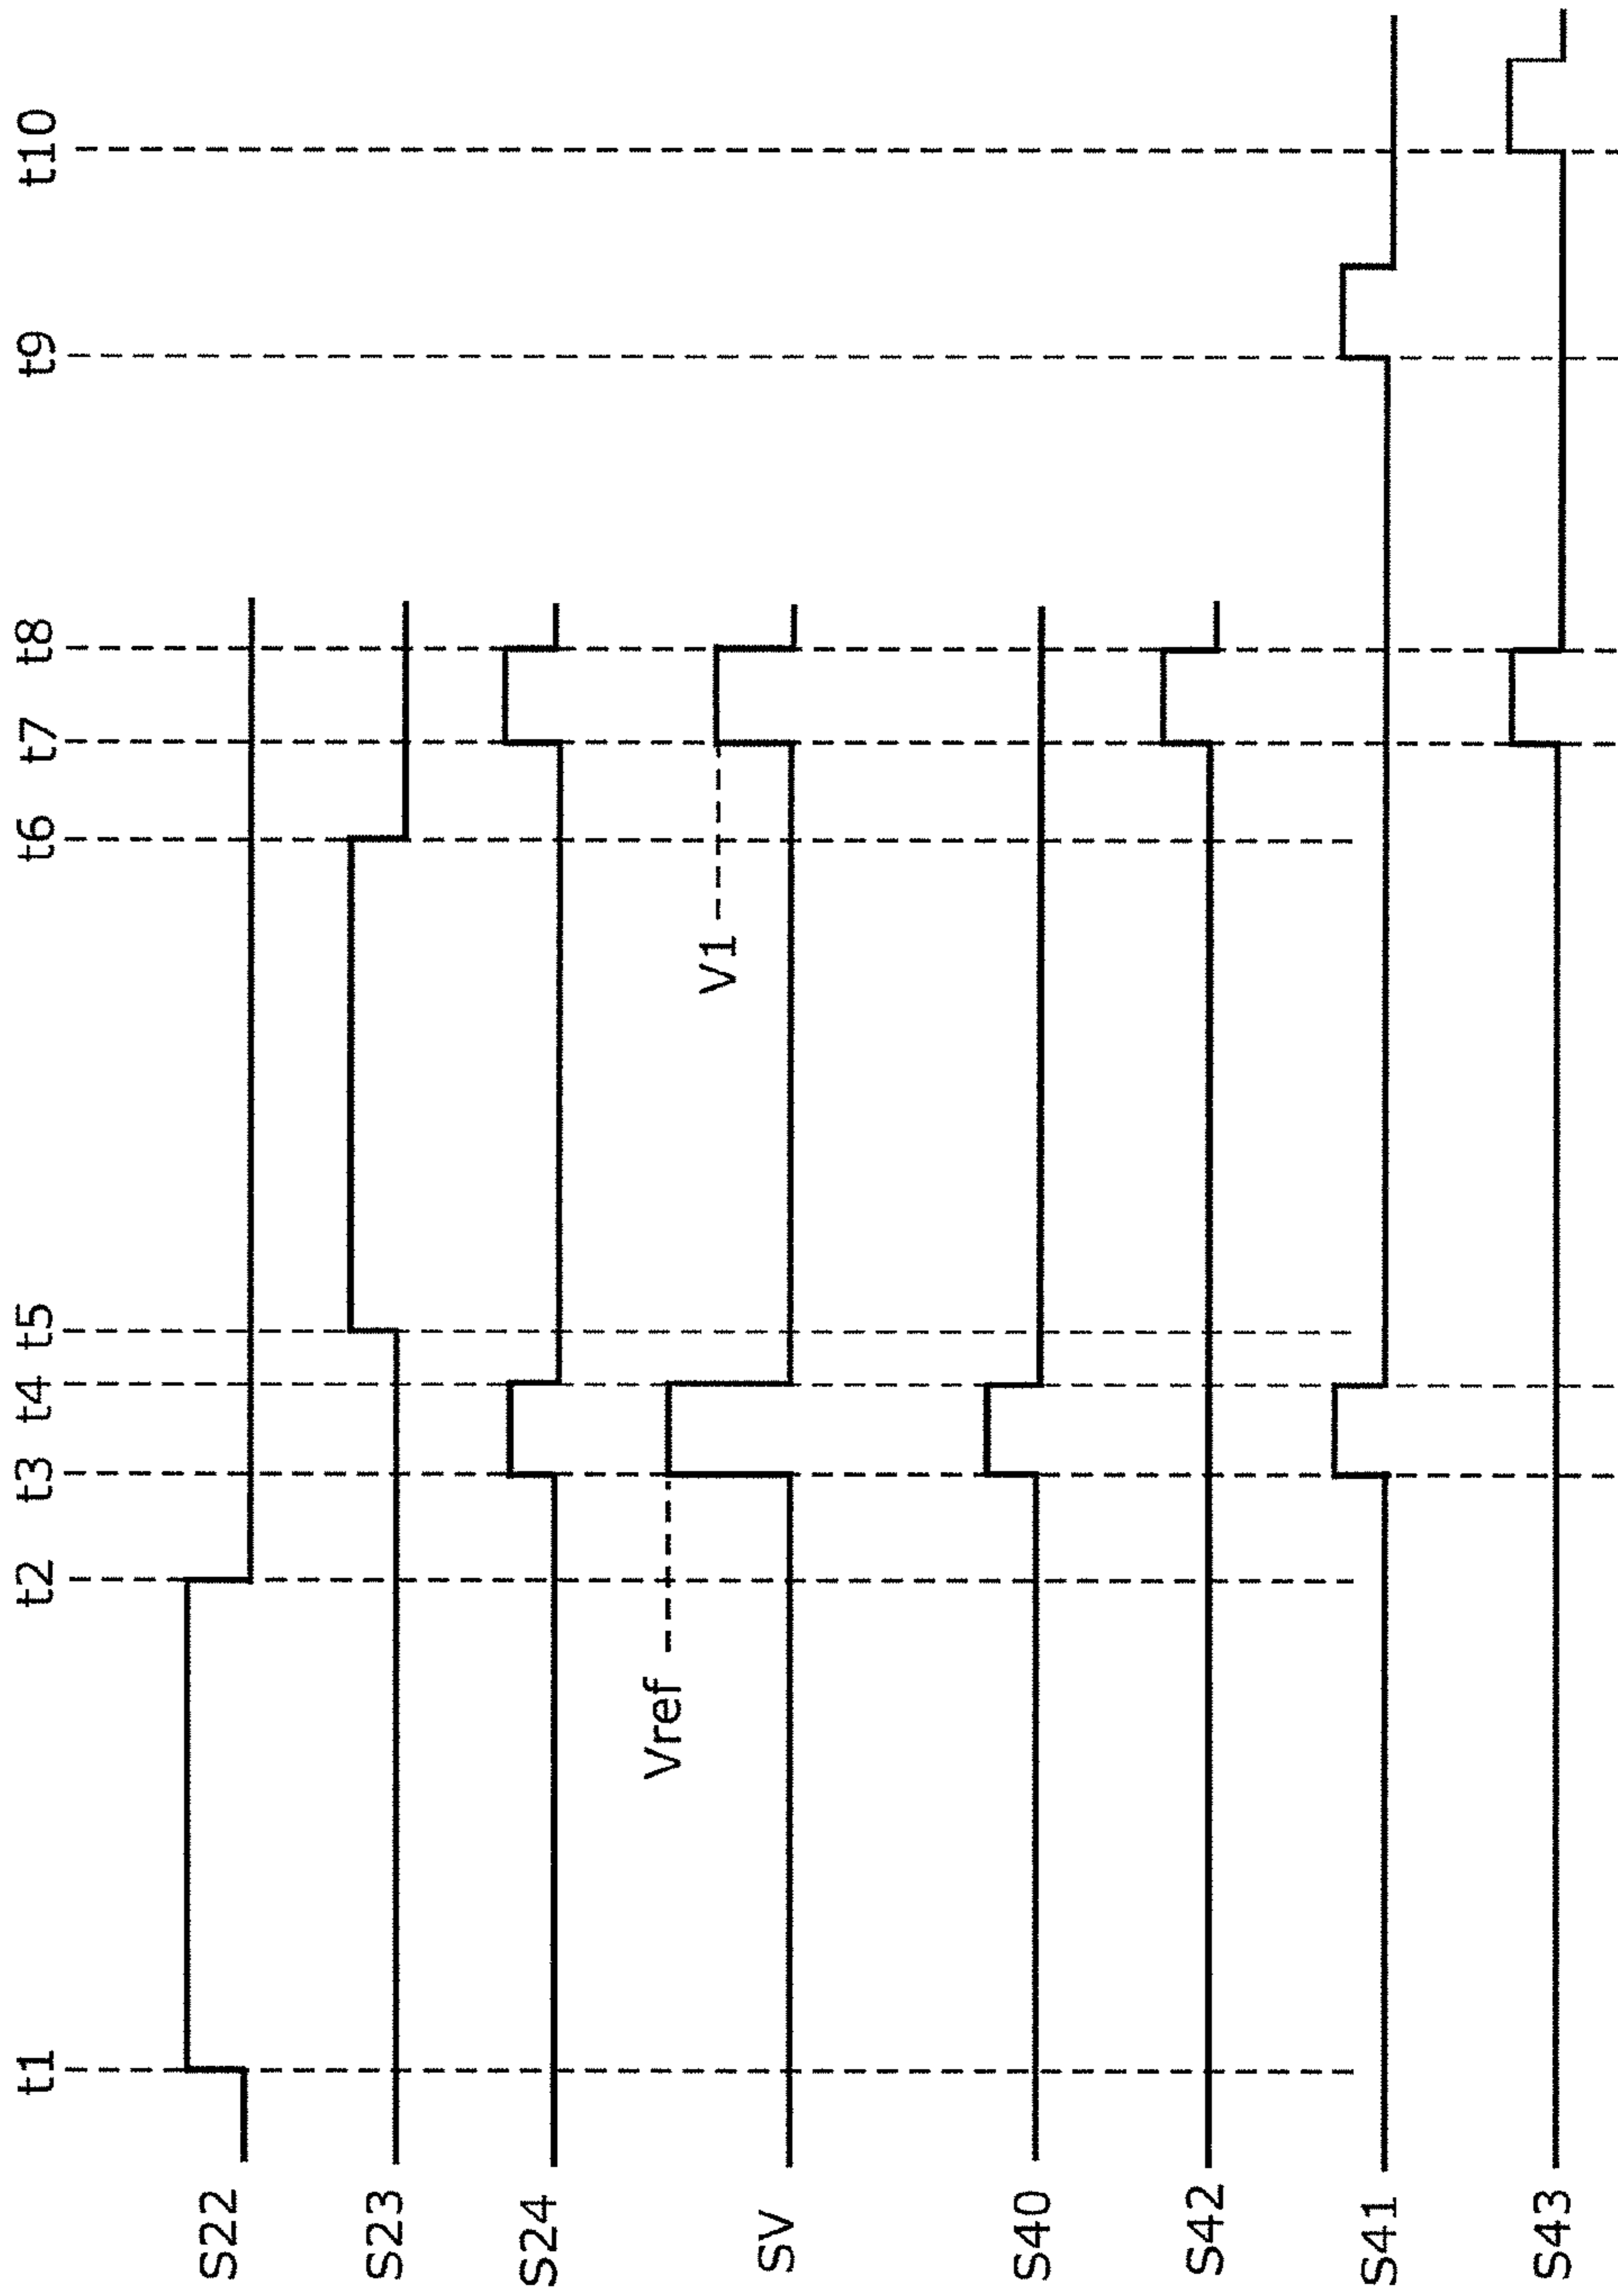 t1 t2 t3 t4 t5 t6 t7 t8 t9 t10
S22
S23
S24
Vref
V1
SV
S40
S42
S41
S43